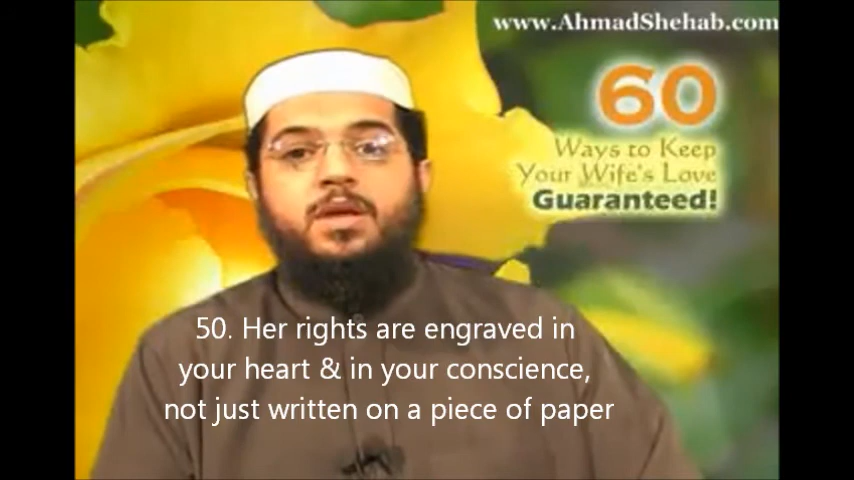 www.AhmadShehab.com
60
Ways to Keep
Your Wife's Love
Guaranteed!
50. Her rights are engraved in
your heart & in your conscience,
not just written on a piece of paper